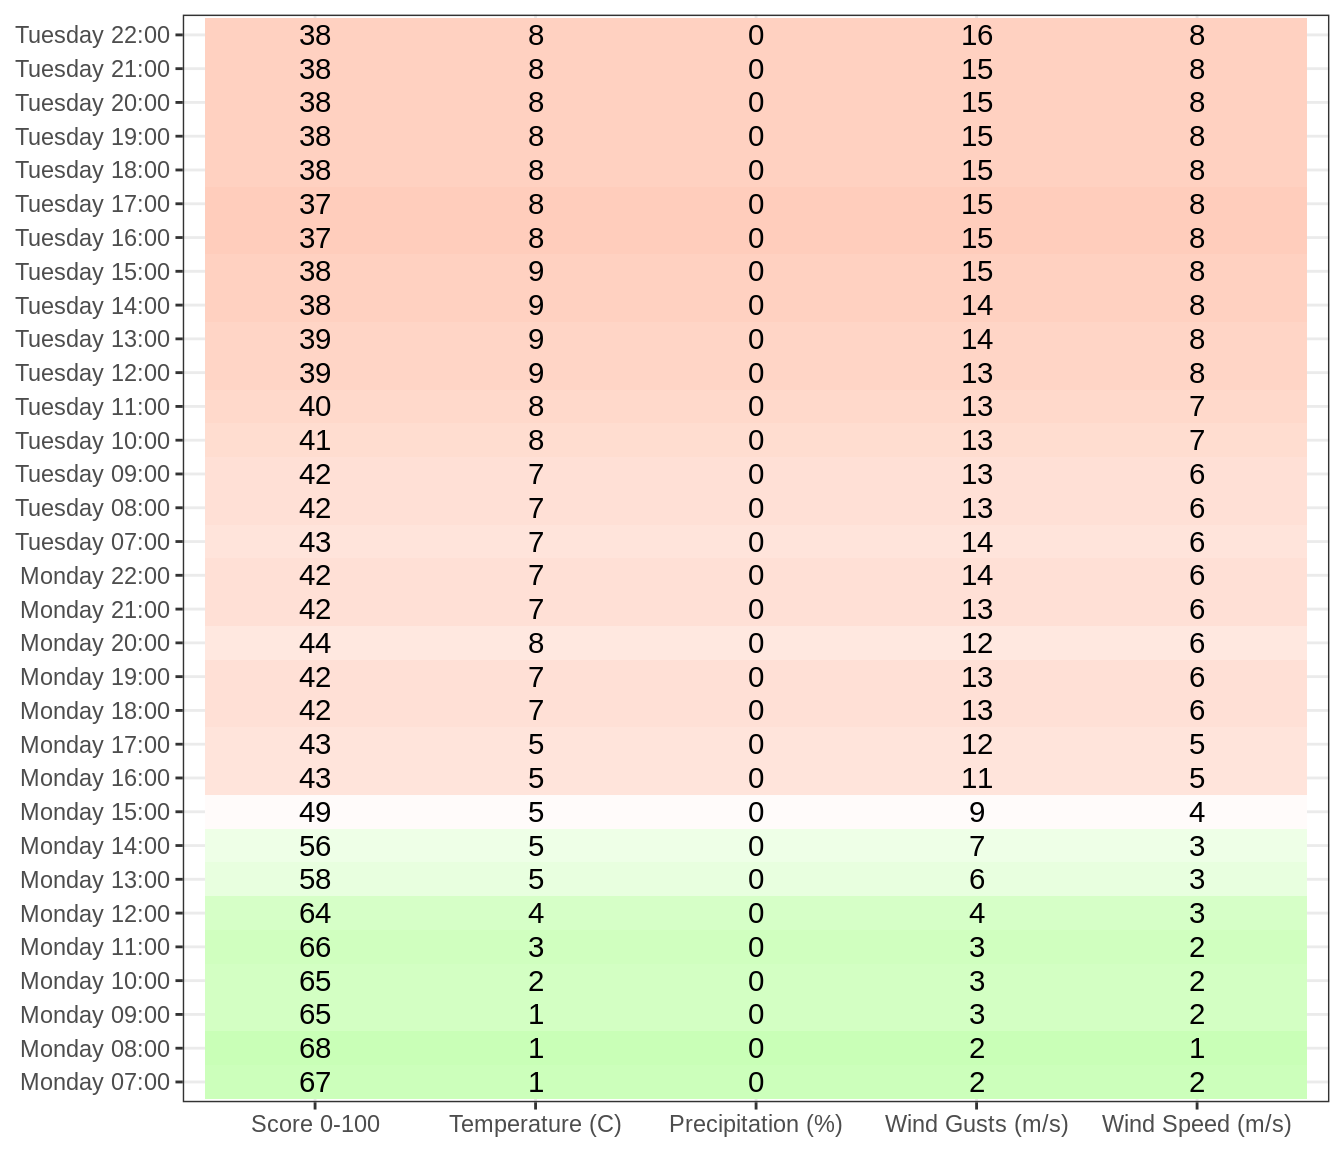 Tuesday 22:00 38 8 0 16 8
Tuesday 21:00 38 8 0 15 8
Tuesday 20:00 38 8 0 15 8
Tuesday 19:00 38 8 0 15 8
Tuesday 18:00 38 8 0 15 8
Tuesday 17:00 37 8 0 15 8
Tuesday 16:00 37 8 0 15 8
Tuesday 15:00 38 9 0 15 8
Tuesday 14:00 38 9 0 14 8
Tuesday 13:00 39 9 0 14 8
Tuesday 12:00 39 9 0 13 8
Tuesday 11:00 40 8 0 13 7
Tuesday 10:00 41 8 0 13 7
Tuesday 09:00 42 7 0 13 6
Tuesday 08:00 42 7 0 13 6
Tuesday 07:00 43 7 0 14 6
Monday 22:00 42 7 0 14 6
Monday 21:00 42 7 0 13 6
Monday 20:00 44 8 0 12 6
Monday 19:00 42 7 0 13 6
Monday 18:00 42 7 0 13 6
Monday 17:00 43 5 0 12 5
Monday 16:00 43 5 0 11 5
Monday 15:00 49 5 0 9 4
Monday 14:00 56 5 0 7 3
Monday 13:00 58 5 0 6 3
Monday 12:00 64 4 0 4 3
Monday 11:00 66 3 0 3 2
Monday 10:00 65 2 0 3 2
Monday 09:00 65 1 0 3 2
Monday 08:00 68 1 0 2 1
Monday 07:00 67 1 0 2 2
Score 0-100 Temperature (C) Precipitation (%) Wind Gusts (m/s) Wind Speed (m/s)